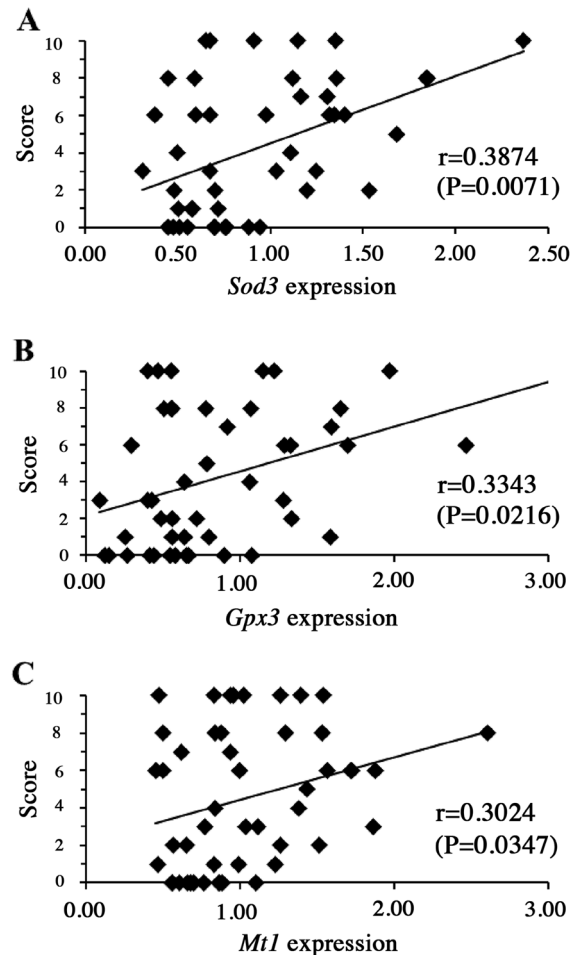 A
10
8
6
4
2
0
Score
r=0.3874
(P=0.0071)
0.00 0.50 1.00 1.50 2.00 2.50
Sod3 expression
B
10
8
6
4
2
0
Score
r=0.3343
(P=0.0216)
0.00 1.00 2.00 3.00
Gpx3 expression
C
10
8
6
4
2
0
Score
r=0.3024
(P=0.0347)
0.00 1.00 2.00 3.00
Mt1 expression